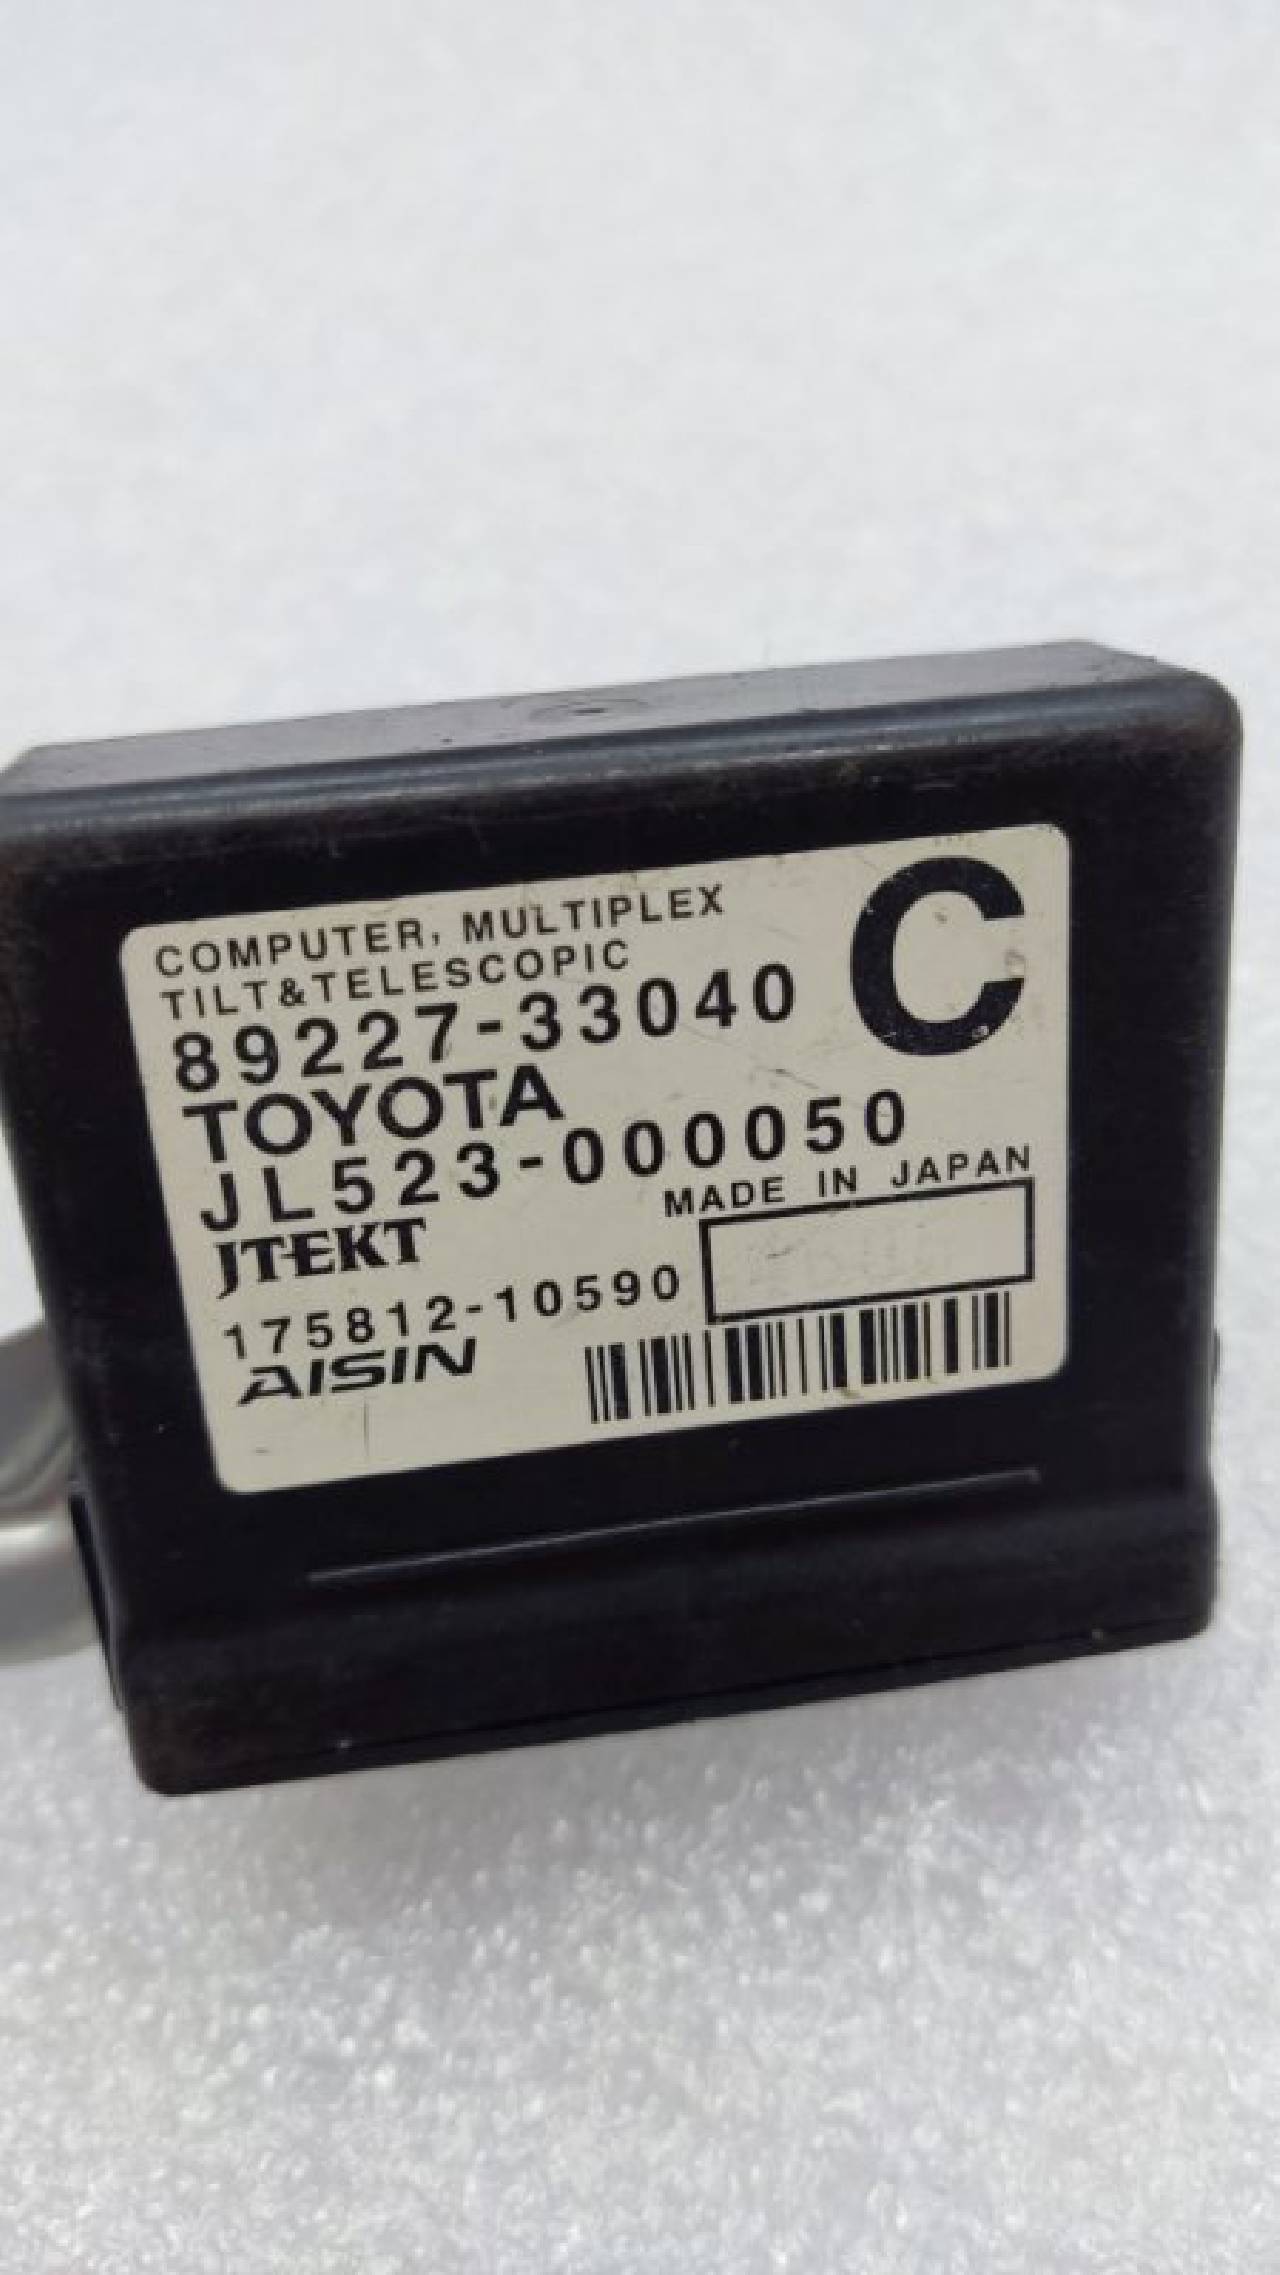 COMPUTER, MULTIPLEX
TILT&TELESCOPIC
C
89227-33040
TOYOTA
JL523-000050
MADE IN JAPAN
JTEKT
175812-10590
AISIN